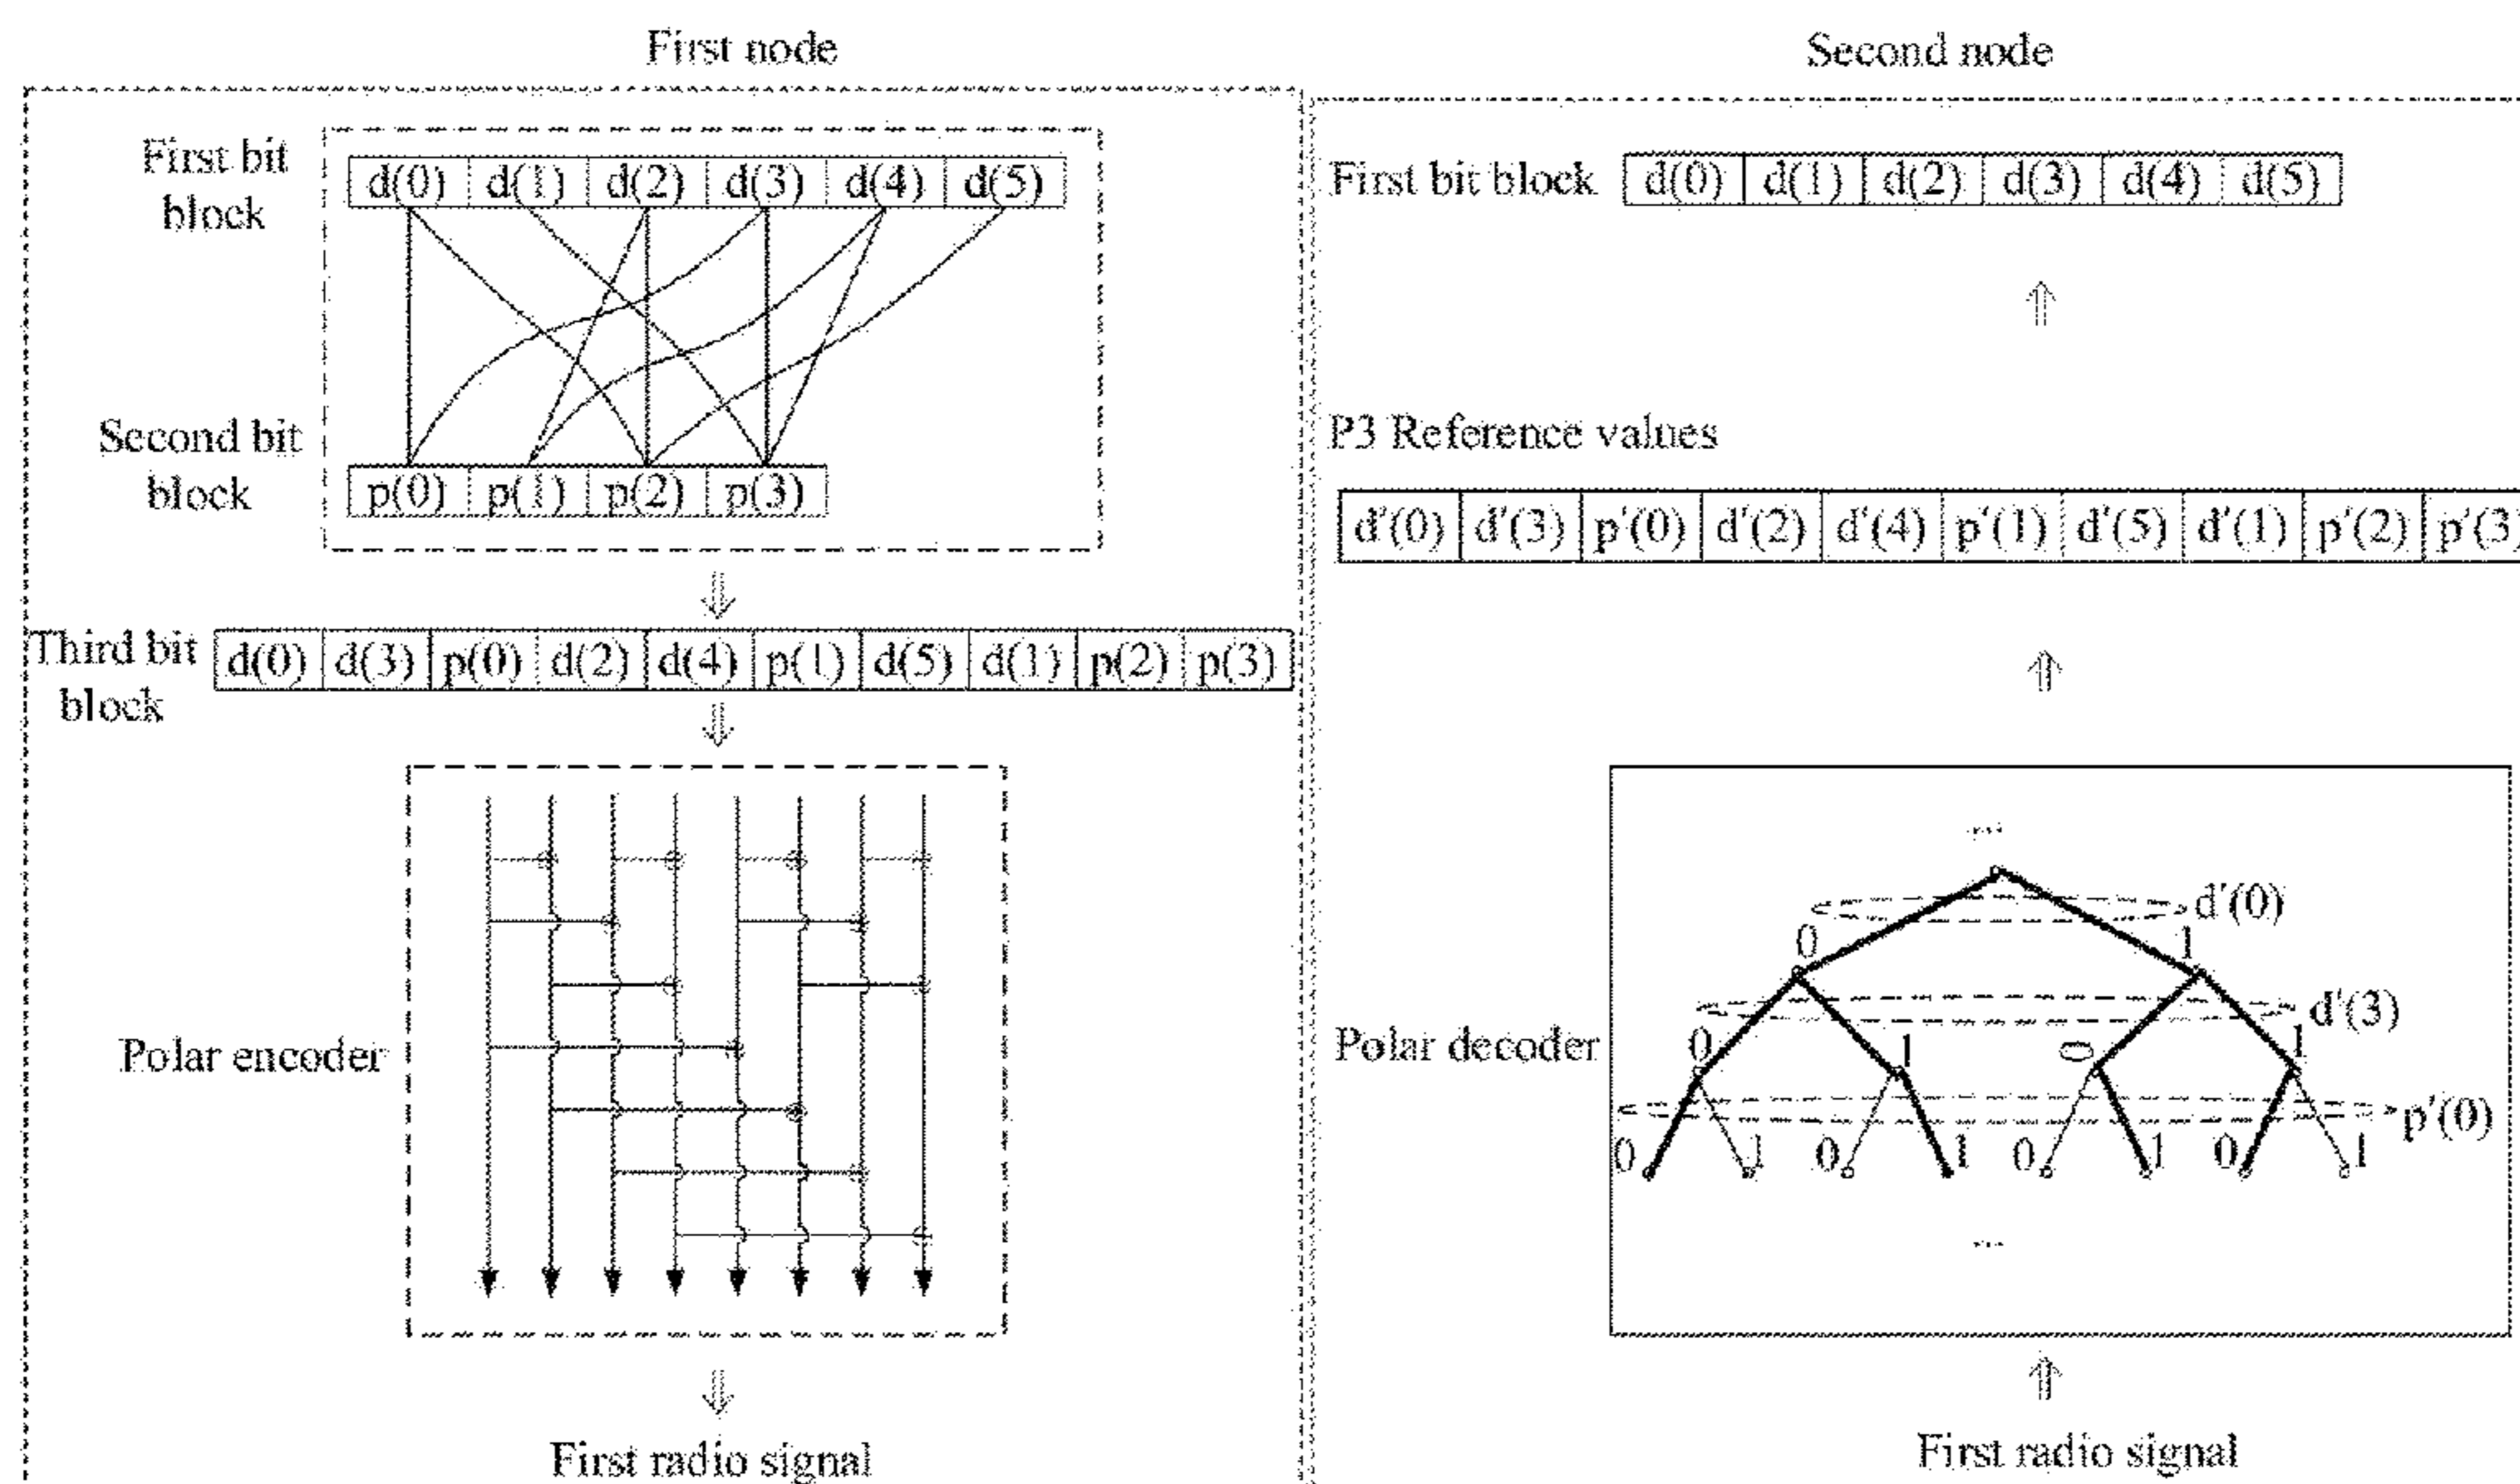 First node
First bit
block
d(0) d(1) d(2) d(3) d(4) d(5)
Second bit
block
p(0) p(1) p(2) p(3)
Third bit
block
d(0) d(3) p(0) d(2) d(4) p(1) d(5) d(1) p(2) p(3)
Polar encoder
First radio signal
Second node
First bit block d(0) d(1) d(2) d(3) d(4) d(5)
P3 Reference values
d'(0) d'(3) p'(0) d'(2) d'(4) p'(1) d'(5) d'(1) p'(2) p'(3)
Polar decoder
...
d'(0)
0 1
d'(3)
0 1 0 1
p'(0)
0 1 0 1 0 1 0 1
...
First radio signal